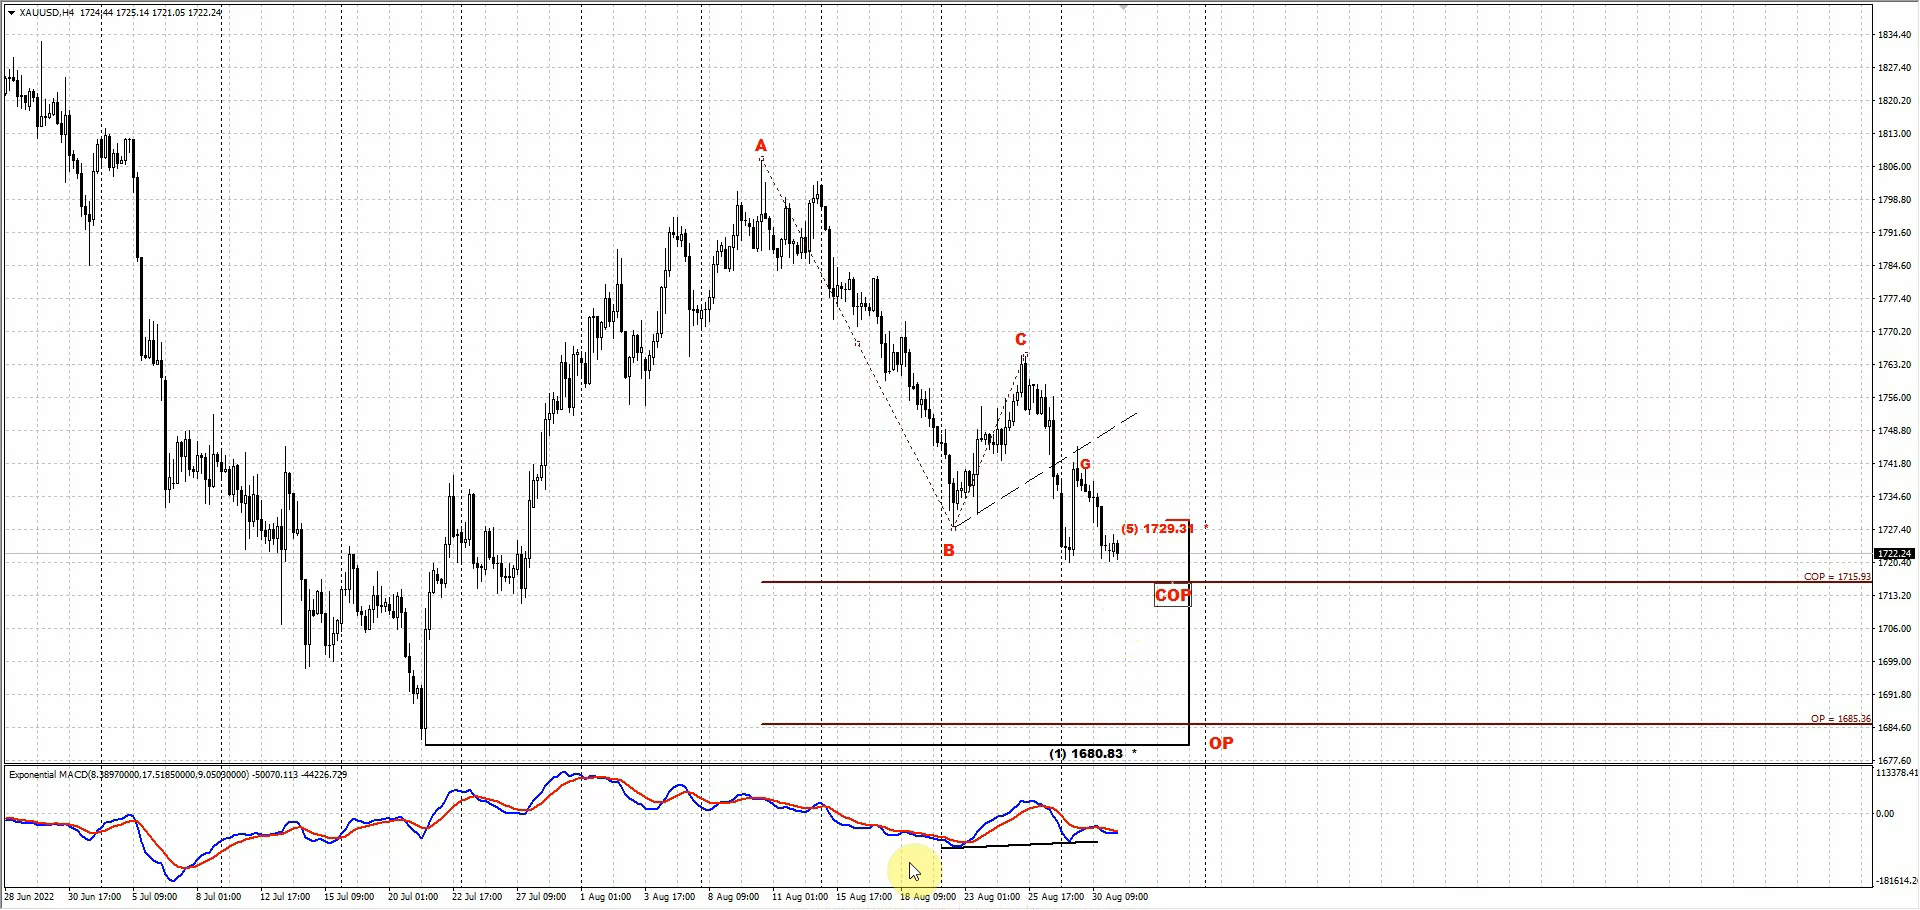 XAUUSD,H4 1724.44 1725.14 1721.05 1722.24
1834.40
1827.40
1820.20
1813.00
1806.00
1798.80
1791.60
1784.60
1777.40
1770.20
1763.20
1756.00
1748.80
1741.80
1734.60
1727.40
1722.24
1720.40
1713.20
1706.00
1699.00
1691.80
1684.60
1677.60
A
C
G
(5) 1729.31 *
B
COP = 1715.93
COP
OP = 1685.36
OP
(1) 1680.83 *
Exponential MACD(8.38970000,17.51850000,9.05030000) -50070.113 -44226.729
113378.41
0.00
-181614.2
28 Jun 2022 30 Jun 17:00 5 Jul 09:00 8 Jul 01:00 12 Jul 17:00 15 Jul 09:00 20 Jul 01:00 22 Jul 17:00 27 Jul 09:00 1 Aug 01:00 3 Aug 17:00 8 Aug 09:00 11 Aug 01:00 15 Aug 17:00 18 Aug 09:00 23 Aug 01:00 25 Aug 17:00 30 Aug 09:00